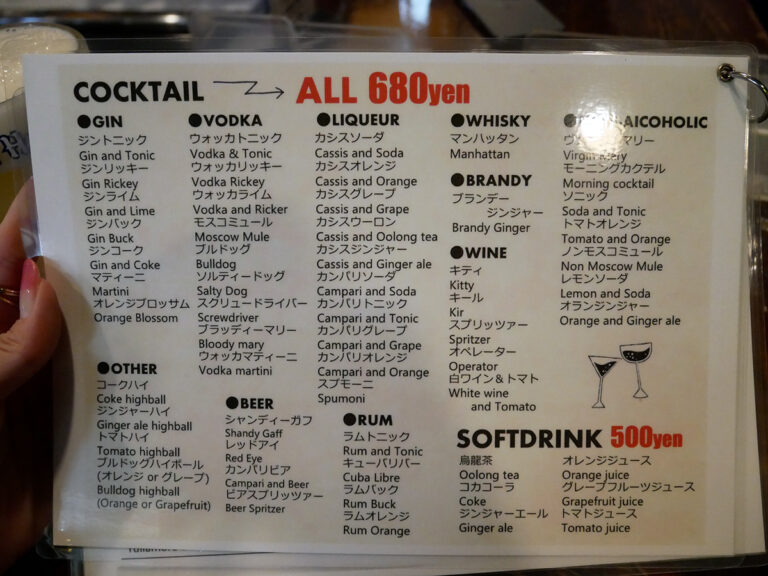 COCKTAIL ALL 680yen
●GIN
ジントニック
Gin and Tonic
ジンリッキー
Gin Rickey
ジンライム
Gin and Lime
ジンバック
Gin Buck
ジンコーク
Gin and Coke
マティーニ
Martini
オレンジブロッサム
Orange Blossom
●VODKA
ウォッカトニック
Vodka & Tonic
ウォッカリッキー
Vodka Rickey
ウォッカライム
Vodka and Ricker
モスコミュール
Moscow Mule
ブルドッグ
Bulldog
ソルティードッグ
Salty Dog
スクリュードライバー
Screwdriver
ブラッディーマリー
Bloody mary
ウォッカマティーニ
Vodka martini
●LIQUEUR
カシスソーダ
Cassis and Soda
カシスオレンジ
Cassis and Orange
カシスグレープ
Cassis and Grape
カシスウーロン
Cassis and Oolong tea
カシスジンジャー
Cassis and Ginger ale
カンパリソーダ
Campari and Soda
カンパリトニック
Campari and Tonic
カンパリグレープ
Campari and Grape
カンパリオレンジ
Campari and Orange
スプモーニ
Spumoni
●WHISKY
マンハッタン
Manhattan
●BRANDY
ブランデー
ジンジャー
Brandy Ginger
●WINE
キティ
Kitty
キール
Kir
スプリッツァー
Spritzer
オペレーター
Operator
白ワイン&トマト
White wine
and Tomato
ALCOHOLIC
マリー
Virgin Mery
モーニングカクテル
Morning cocktail
ソニック
Soda and Tonic
トマトオレンジ
Tomato and Orange
ノンモスコミュール
Non Moscow Mule
レモンソーダ
Lemon and Soda
オランジンジャー
Orange and Ginger ale
●OTHER
コークハイ
Coke highball
ジンジャーハイ
Ginger ale highball
トマトハイ
Tomato highball
ブルドッグハイボール
(オレンジ or グレープ)
Bulldog highball
(Orange or Grapefruit)
●BEER
シャンディーガフ
Shandy Gaff
レッドアイ
Red Eye
カンパリビア
Campari and Beer
ビアスプリッツァー
Beer Spritzer
●RUM
ラムトニック
Rum and Tonic
キューバリバー
Cuba Libre
ラムバック
Rum Buck
ラムオレンジ
Rum Orange
SOFTDRINK 500yen
烏龍茶
Oolong tea
コカコーラ
Coke
ジンジャーエール
Ginger ale
オレンジジュース
Orange juice
グレープフルーツジュース
Grapefruit juice
トマトジュース
Tomato juice